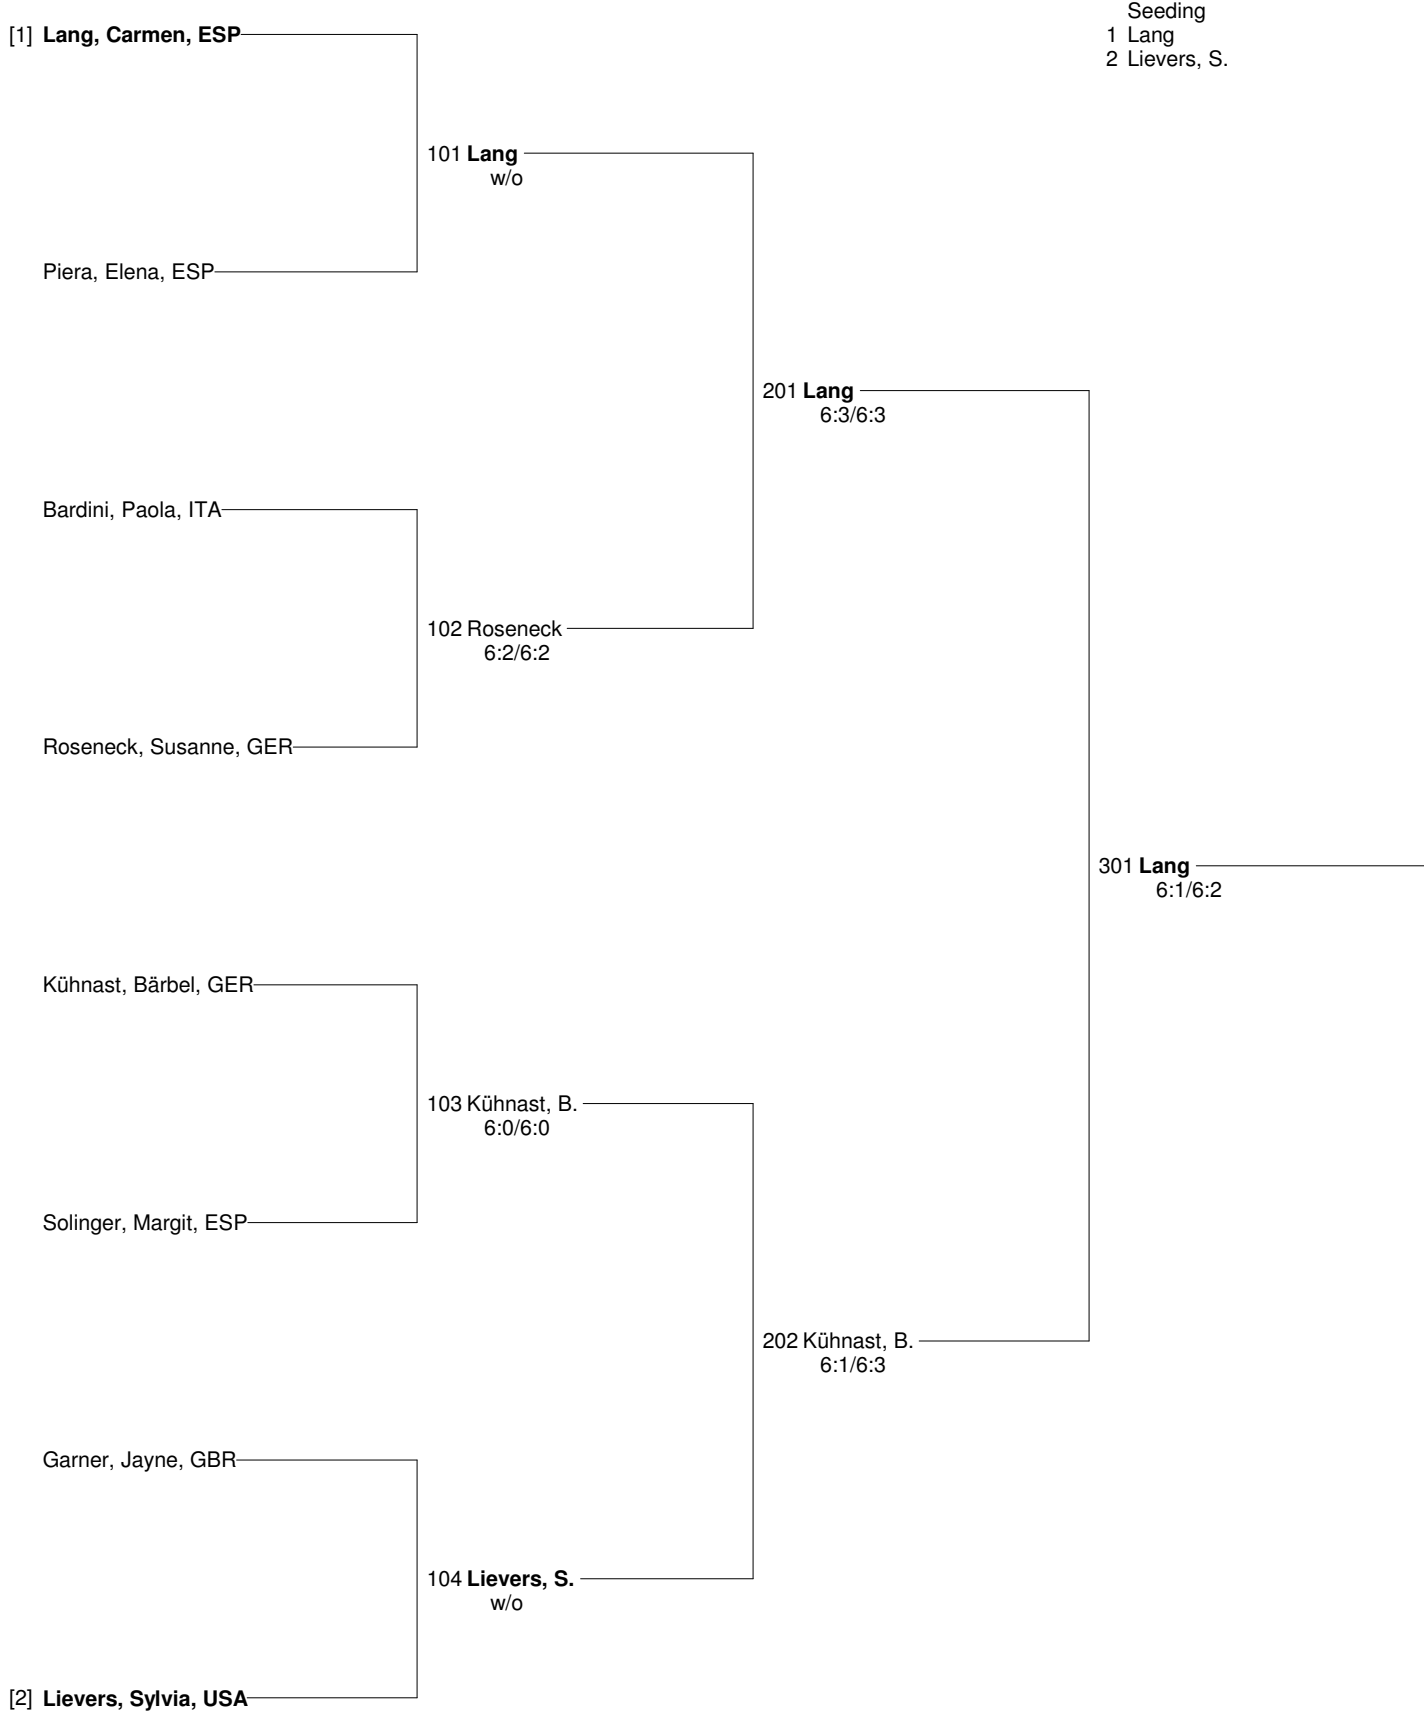 Seeding
[1] Lang, Carmen, ESP
1 Lang
2 Lievers, S.
101 Lang
w/o
Piera, Elena, ESP
201 Lang
6:3/6:3
Bardini, Paola, ITA
102 Roseneck
6:2/6:2
Roseneck, Susanne, GER
301 Lang
6:1/6:2
Kühnast, Bärbel, GER
103 Kühnast, B.
6:0/6:0
Solinger, Margit, ESP
202 Kühnast, B.
6:1/6:3
Garner, Jayne, GBR
104 Lievers, S.
w/o
[2] Lievers, Sylvia, USA